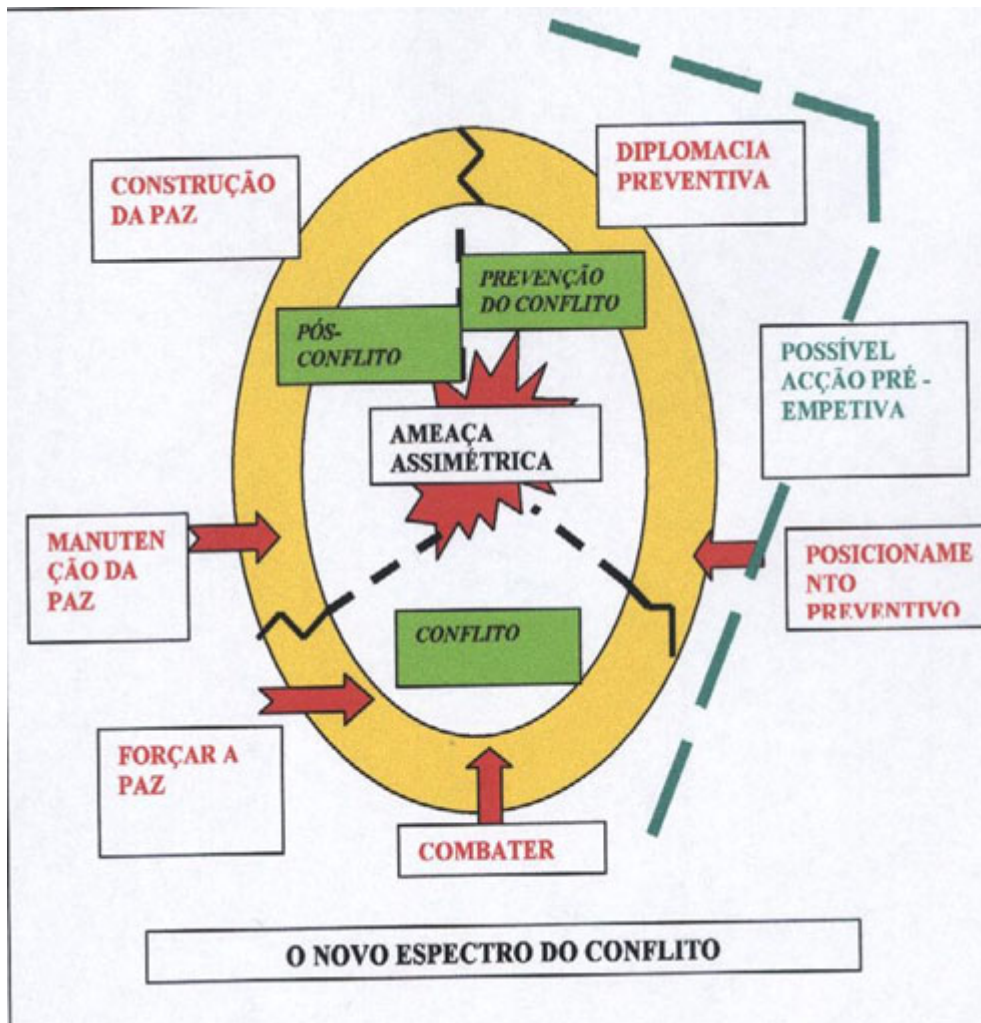 CONSTRUÇÃO
DA PAZ
DIPLOMACIA
PREVENTIVA
PREVENÇÃO
DO CONFLITO
PÓS-
CONFLITO
POSSÍVEL
ACÇÃO PRÉ -
EMPETIVA
AMEAÇA
ASSIMÉTRICA
MANUTEN
ÇÃO DA
PAZ
POSICIONAME
NTO
PREVENTIVO
CONFLITO
FORÇAR A
PAZ
COMBATER
O NOVO ESPECTRO DO CONFLITO